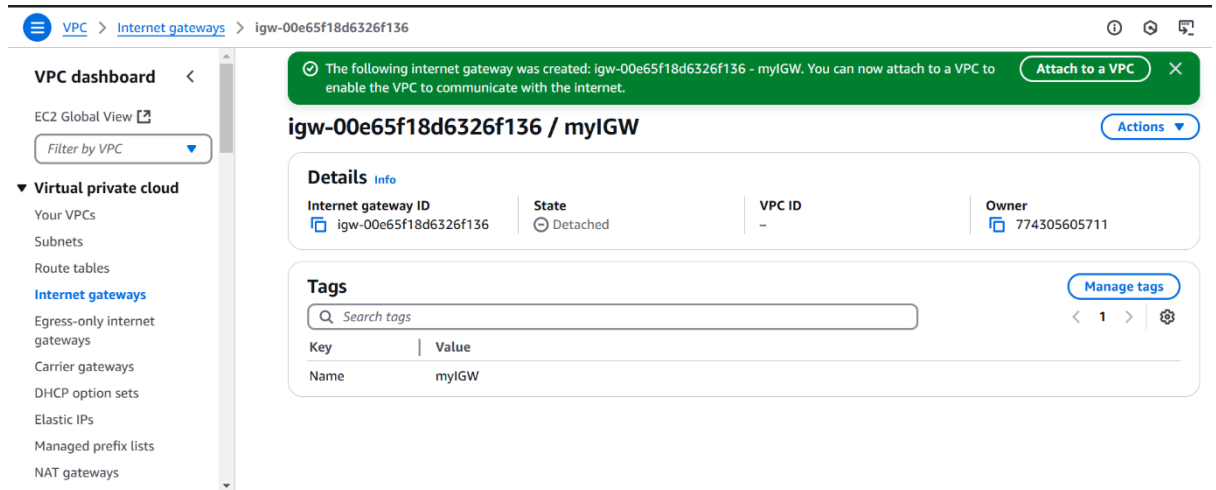 VPC > Internet gateways > igw-00e65f18d6326f136
VPC dashboard
EC2 Global View
Filter by VPC
Virtual private cloud
Your VPCs
Subnets
Route tables
Internet gateways
Egress-only internet
gateways
Carrier gateways
DHCP option sets
Elastic IPs
Managed prefix lists
NAT gateways
The following internet gateway was created: igw-00e65f18d6326f136 - myIGW. You can now attach to a VPC to
enable the VPC to communicate with the internet.
Attach to a VPC
igw-00e65f18d6326f136 / myIGW
Actions
Details Info
Internet gateway ID
igw-00e65f18d6326f136
State
Detached
VPC ID
–
Owner
774305605711
Tags
Manage tags
Search tags
1
Key Value
Name myIGW